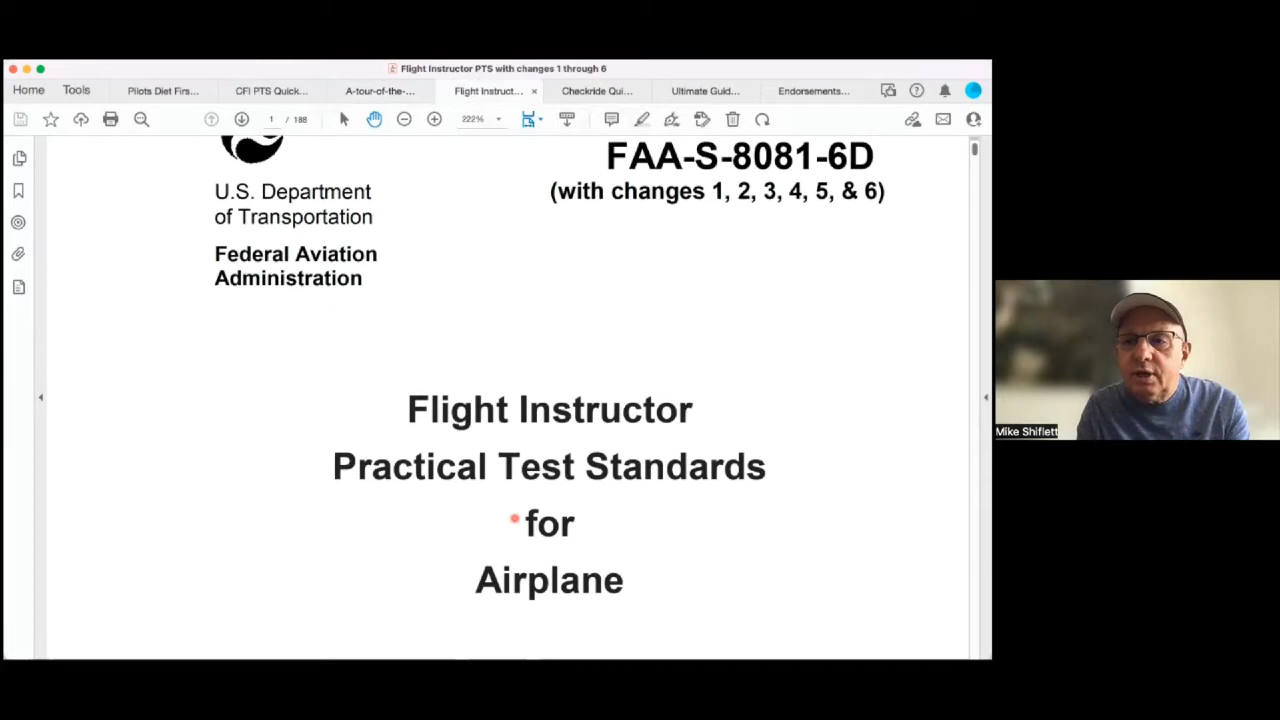 Flight Instructor PTS with changes 1 through 6
Home
Tools
Pilots Diet Firs...
CFI PTS Quick...
A-tour-of-the-...
Flight Instruct...
Checkride Qui...
Ultimate Guid...
Endorsements...
1 / 188
222%
FAA-S-8081-6D
(with changes 1, 2, 3, 4, 5, & 6)
U.S. Department
of Transportation
Federal Aviation
Administration
Flight Instructor
Practical Test Standards
for
Airplane
Mike Shiflett